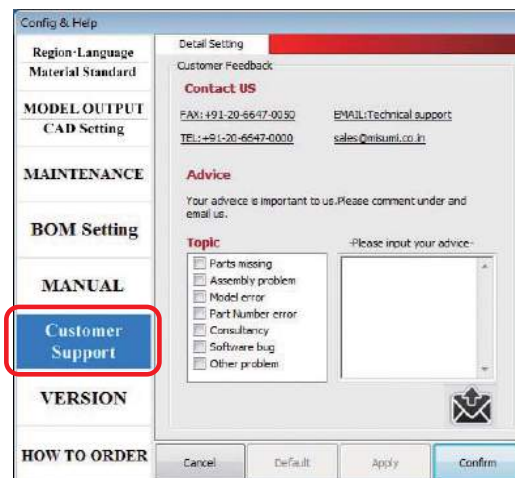 Config & Help
Region·Language
Material Standard
MODEL OUTPUT
CAD Setting
MAINTENANCE
BOM Setting
MANUAL
Customer
Support
VERSION
HOW TO ORDER
Detail Setting
Customer Feedback
Contact US
FAX:+91-20-6647-0050 EMAIL:Technical support
TEL:+91-20-6647-0000 sales@misumi.co.in
Advice
Your adveice is important to us.Please comment under and
email us.
Topic
-Please input your advice-
Parts missing
Assembly problem
Model error
Part Number error
Consultancy
Software bug
Other problem
Cancel Default Apply Confirm